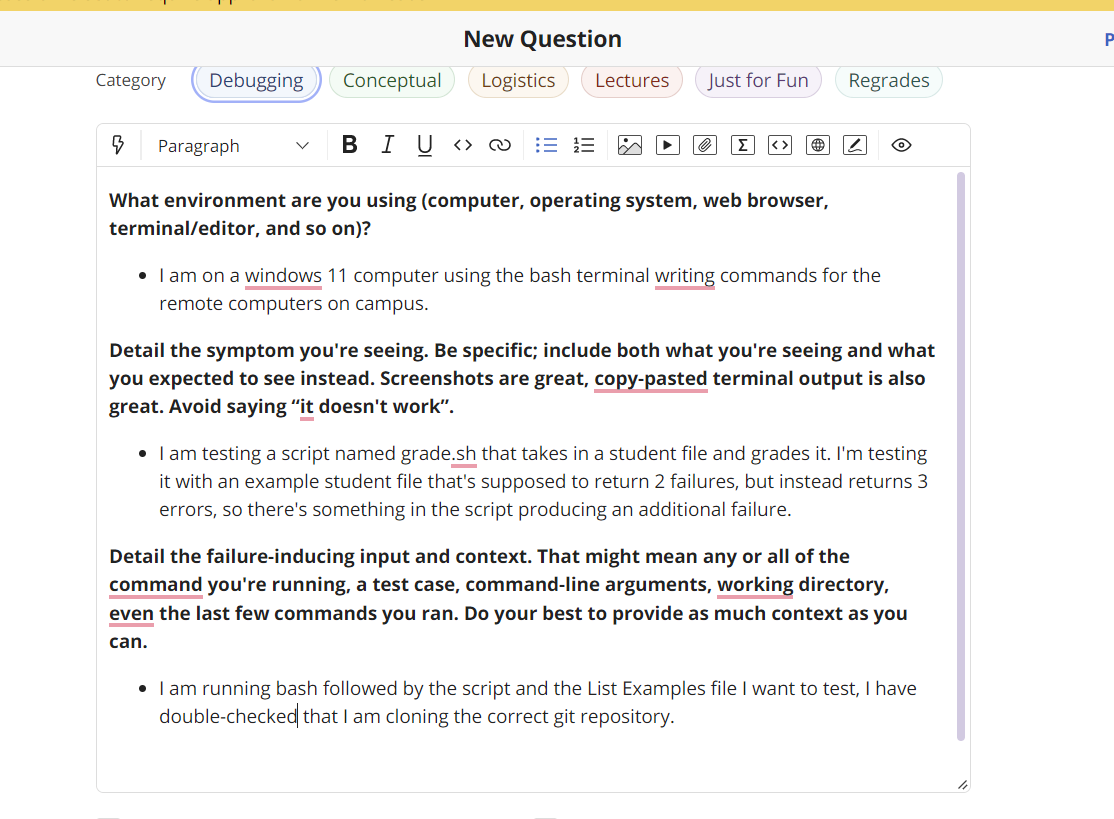 New Question
Category Debugging Conceptual Logistics Lectures Just for Fun Regrades
Paragraph B I U
What environment are you using (computer, operating system, web browser,
terminal/editor, and so on)?
• I am on a windows 11 computer using the bash terminal writing commands for the
remote computers on campus.
Detail the symptom you're seeing. Be specific; include both what you're seeing and what
you expected to see instead. Screenshots are great, copy-pasted terminal output is also
great. Avoid saying “it doesn't work”.
• I am testing a script named grade.sh that takes in a student file and grades it. I'm testing
it with an example student file that's supposed to return 2 failures, but instead returns 3
errors, so there's something in the script producing an additional failure.
Detail the failure-inducing input and context. That might mean any or all of the
command you're running, a test case, command-line arguments, working directory,
even the last few commands you ran. Do your best to provide as much context as you
can.
• I am running bash followed by the script and the List Examples file I want to test, I have
double-checked that I am cloning the correct git repository.